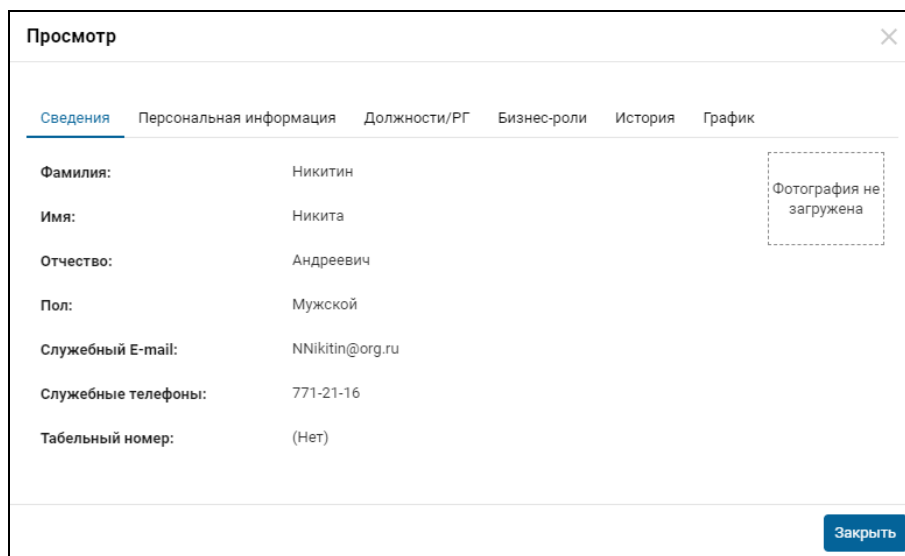 Просмотр
Сведения Персональная информация Должности/РГ Бизнес-роли История График
Фамилия: Никитин
Фотография не
загружена
Имя: Никита
Отчество: Андреевич
Пол: Мужской
Служебный E-mail: NNikitin@org.ru
Служебные телефоны: 771-21-16
Табельный номер: (Нет)
Закрыть